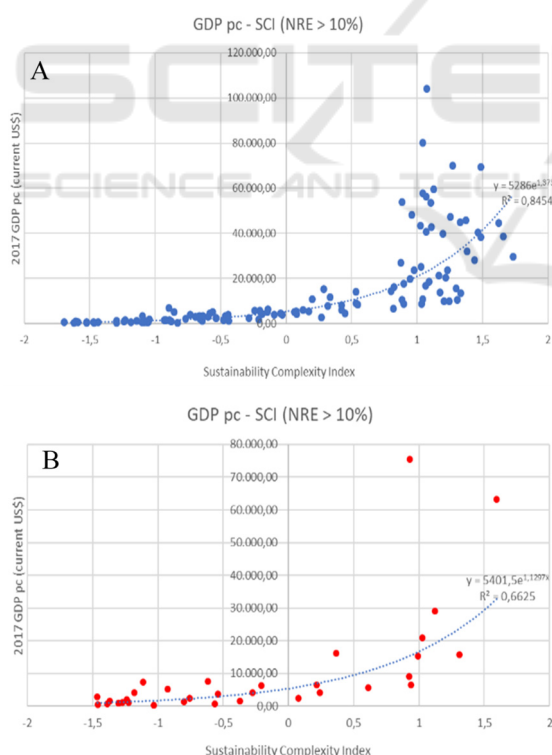 GDP pc - SCI (NRE > 10%)
A
120.000,00
100.000,00
80.000,00
60.000,00
40.000,00
20.000,00
0,00
2017 GDP pc (current US$)
R² = 0,8454
-2 -1,5 -1 -0,5 0 0,5 1 1,5 2
Sustainability Complexity Index
SCIENCE AND
GDP pc - SCI (NRE > 10%)
B
80.000,00
70.000,00
60.000,00
50.000,00
40.000,00
30.000,00
20.000,00
10.000,00
0,00
2017 GDP pc (current US$)
y = 5401,5e^1,1297x
R² = 0,6625
-2 -1,5 -1 -0,5 0 0,5 1 1,5 2
Sustainability Complexity Index